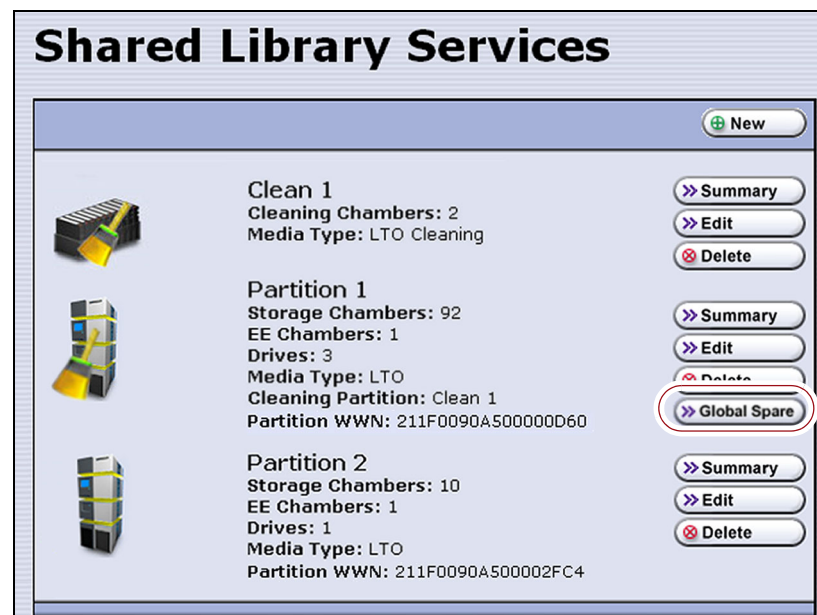 Shared Library Services
New
Clean 1
Cleaning Chambers: 2
Media Type: LTO Cleaning
Summary
Edit
Delete
Partition 1
Storage Chambers: 92
EE Chambers: 1
Drives: 3
Media Type: LTO
Cleaning Partition: Clean 1
Partition WWN: 211F0090A500000D60
Summary
Edit
Delete
Global Spare
Partition 2
Storage Chambers: 10
EE Chambers: 1
Drives: 1
Media Type: LTO
Partition WWN: 211F0090A500002FC4
Summary
Edit
Delete